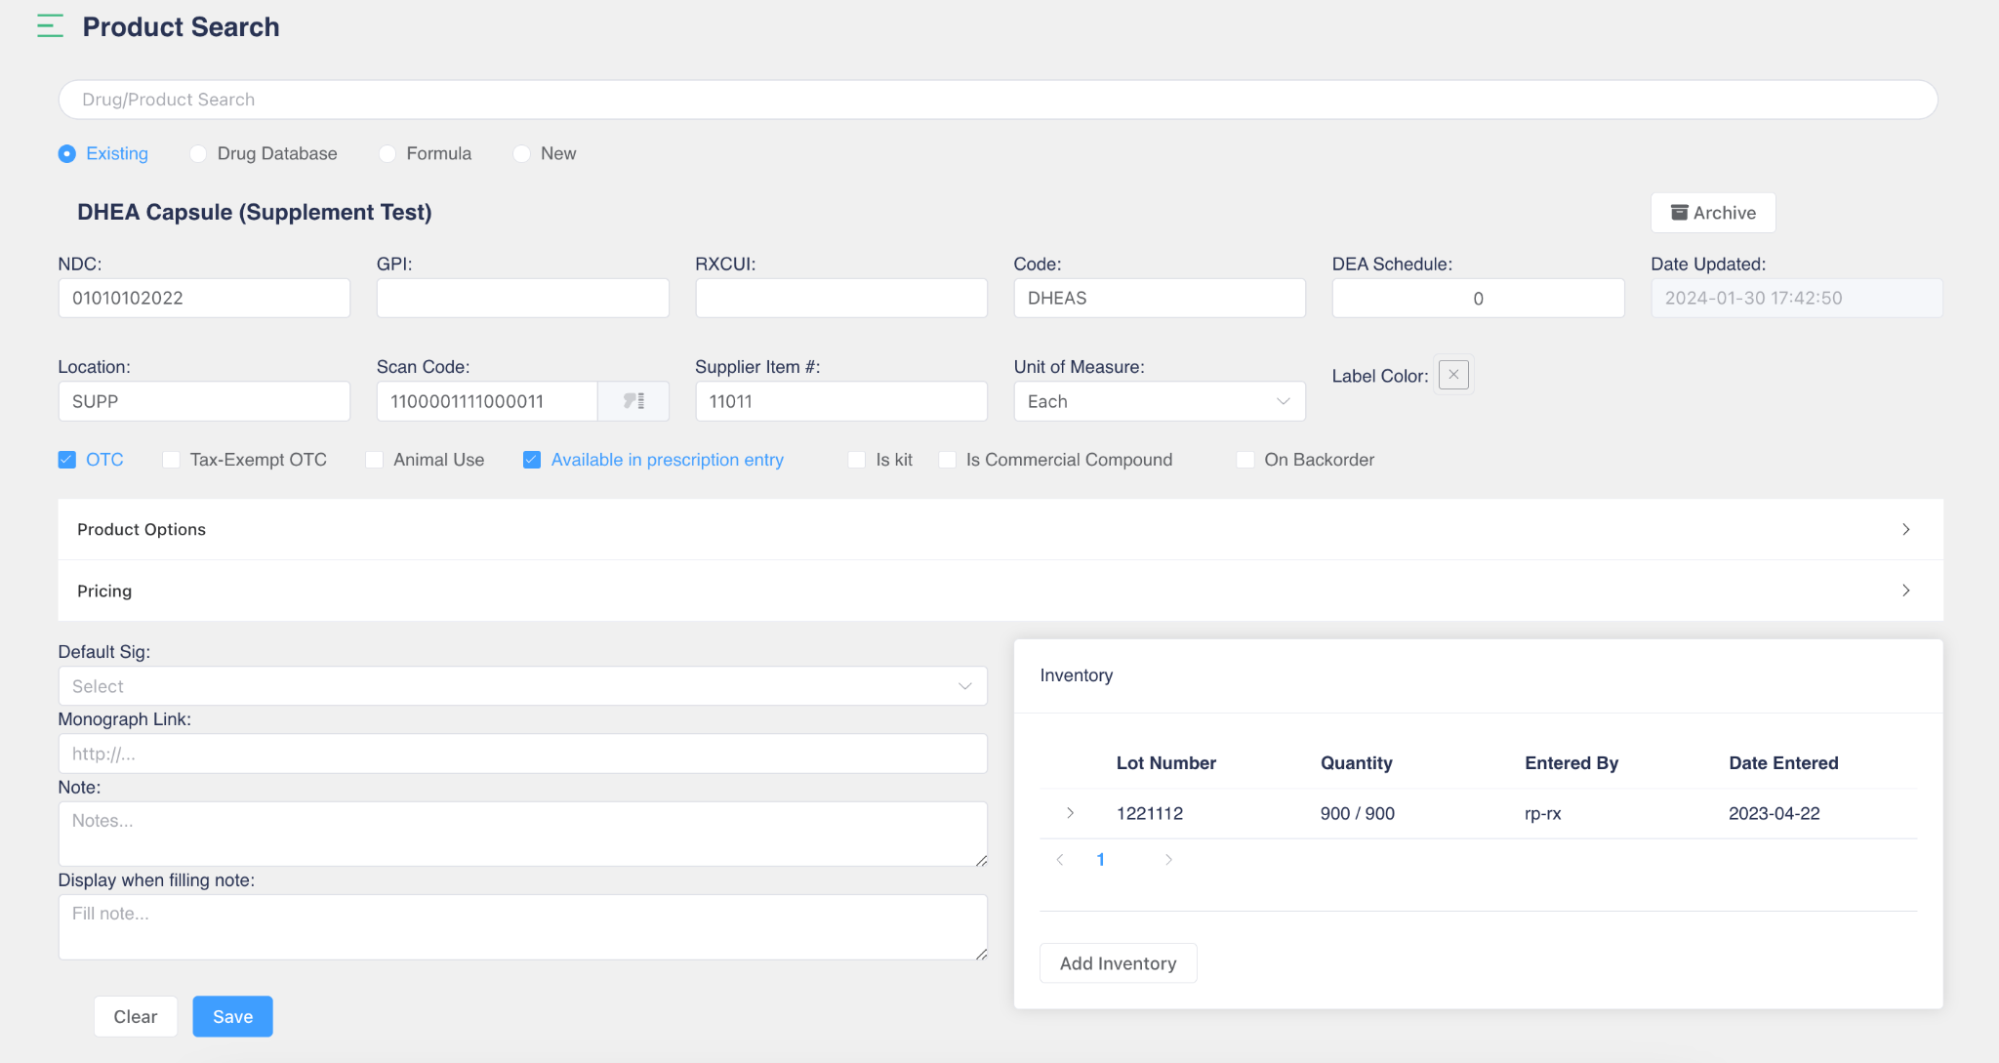 Product Search
Drug/Product Search
Existing Drug Database Formula New
DHEA Capsule (Supplement Test) Archive
NDC: GPI: RXCUI: Code: DEA Schedule: Date Updated:
01010102022 DHEAS 0 2024-01-30 17:42:50
Location: Scan Code: Supplier Item #: Unit of Measure: Label Color:
SUPP 1100001111000011 11011 Each
OTC Tax-Exempt OTC Animal Use Available in prescription entry Is kit Is Commercial Compound On Backorder
Product Options
Pricing
Default Sig:
Select
Monograph Link:
http://...
Note:
Notes...
Display when filling note:
Fill note...
Clear Save
Inventory
Lot Number Quantity Entered By Date Entered
1221112 900 / 900 rp-rx 2023-04-22
1
Add Inventory